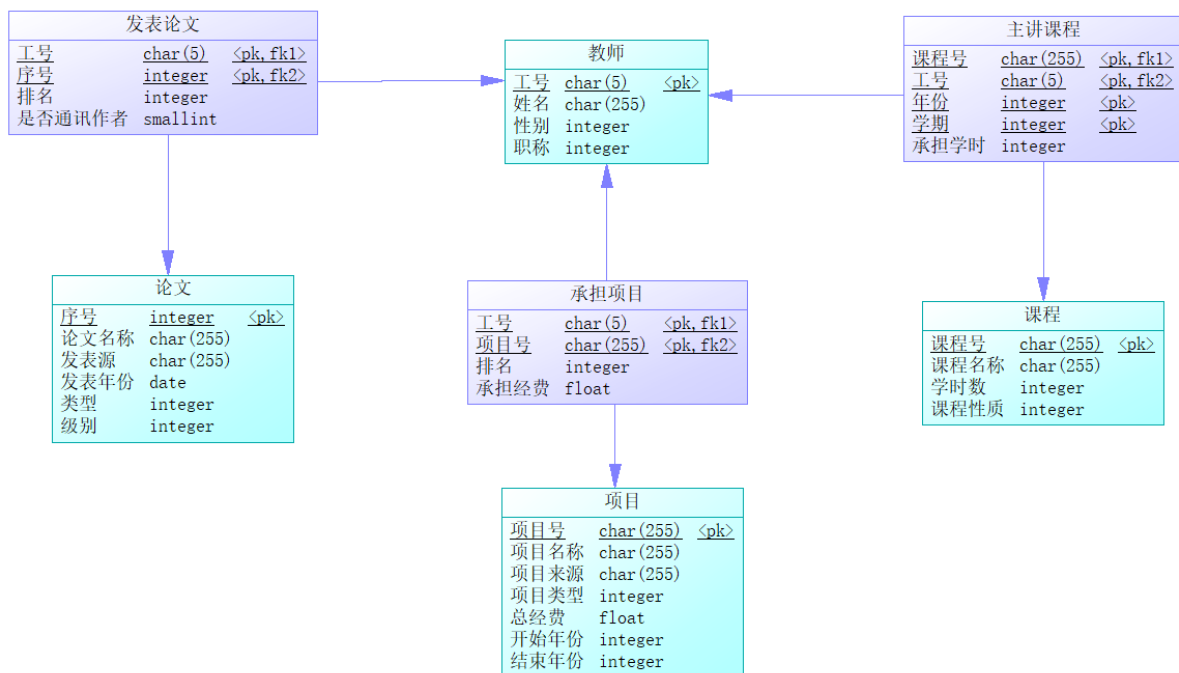 发表论文
工号 char(5) <pk,fk1>
序号 integer <pk,fk2>
排名 integer
是否通讯作者 smallint
教师
工号 char(5) <pk>
姓名 char(255)
性别 integer
职称 integer
主讲课程
课程号 char(255) <pk,fk1>
工号 char(5) <pk,fk2>
年份 integer <pk>
学期 integer <pk>
承担学时 integer
论文
序号 integer <pk>
论文名称 char(255)
发表源 char(255)
发表年份 date
类型 integer
级别 integer
承担项目
工号 char(5) <pk,fk1>
项目号 char(255) <pk,fk2>
排名 integer
承担经费 float
课程
课程号 char(255) <pk>
课程名称 char(255)
学时数 integer
课程性质 integer
项目
项目号 char(255) <pk>
项目名称 char(255)
项目来源 char(255)
项目类型 integer
总经费 float
开始年份 integer
结束年份 integer